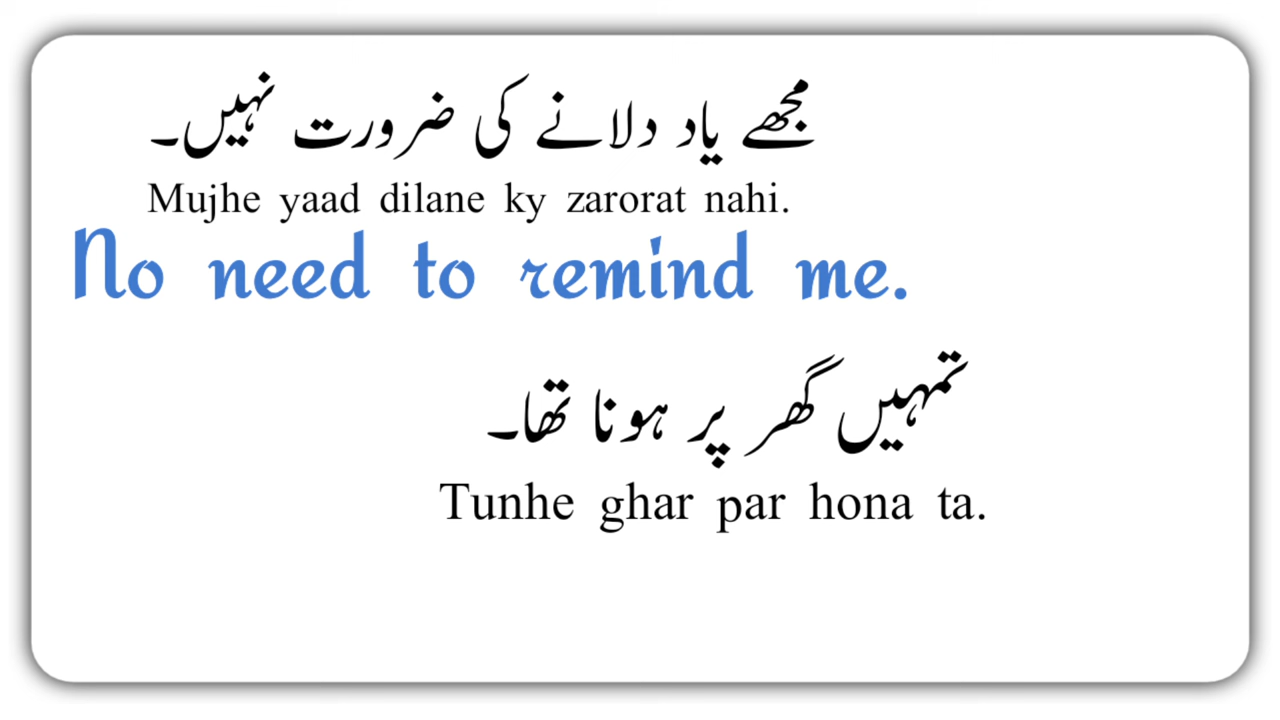 مجھے یاد دلانے کی ضرورت نہیں۔
Mujhe yaad dilane ky zarorat nahi.
No need to remind me.
تمہیں گھر پر ہونا تھا۔
Tunhe ghar par hona ta.